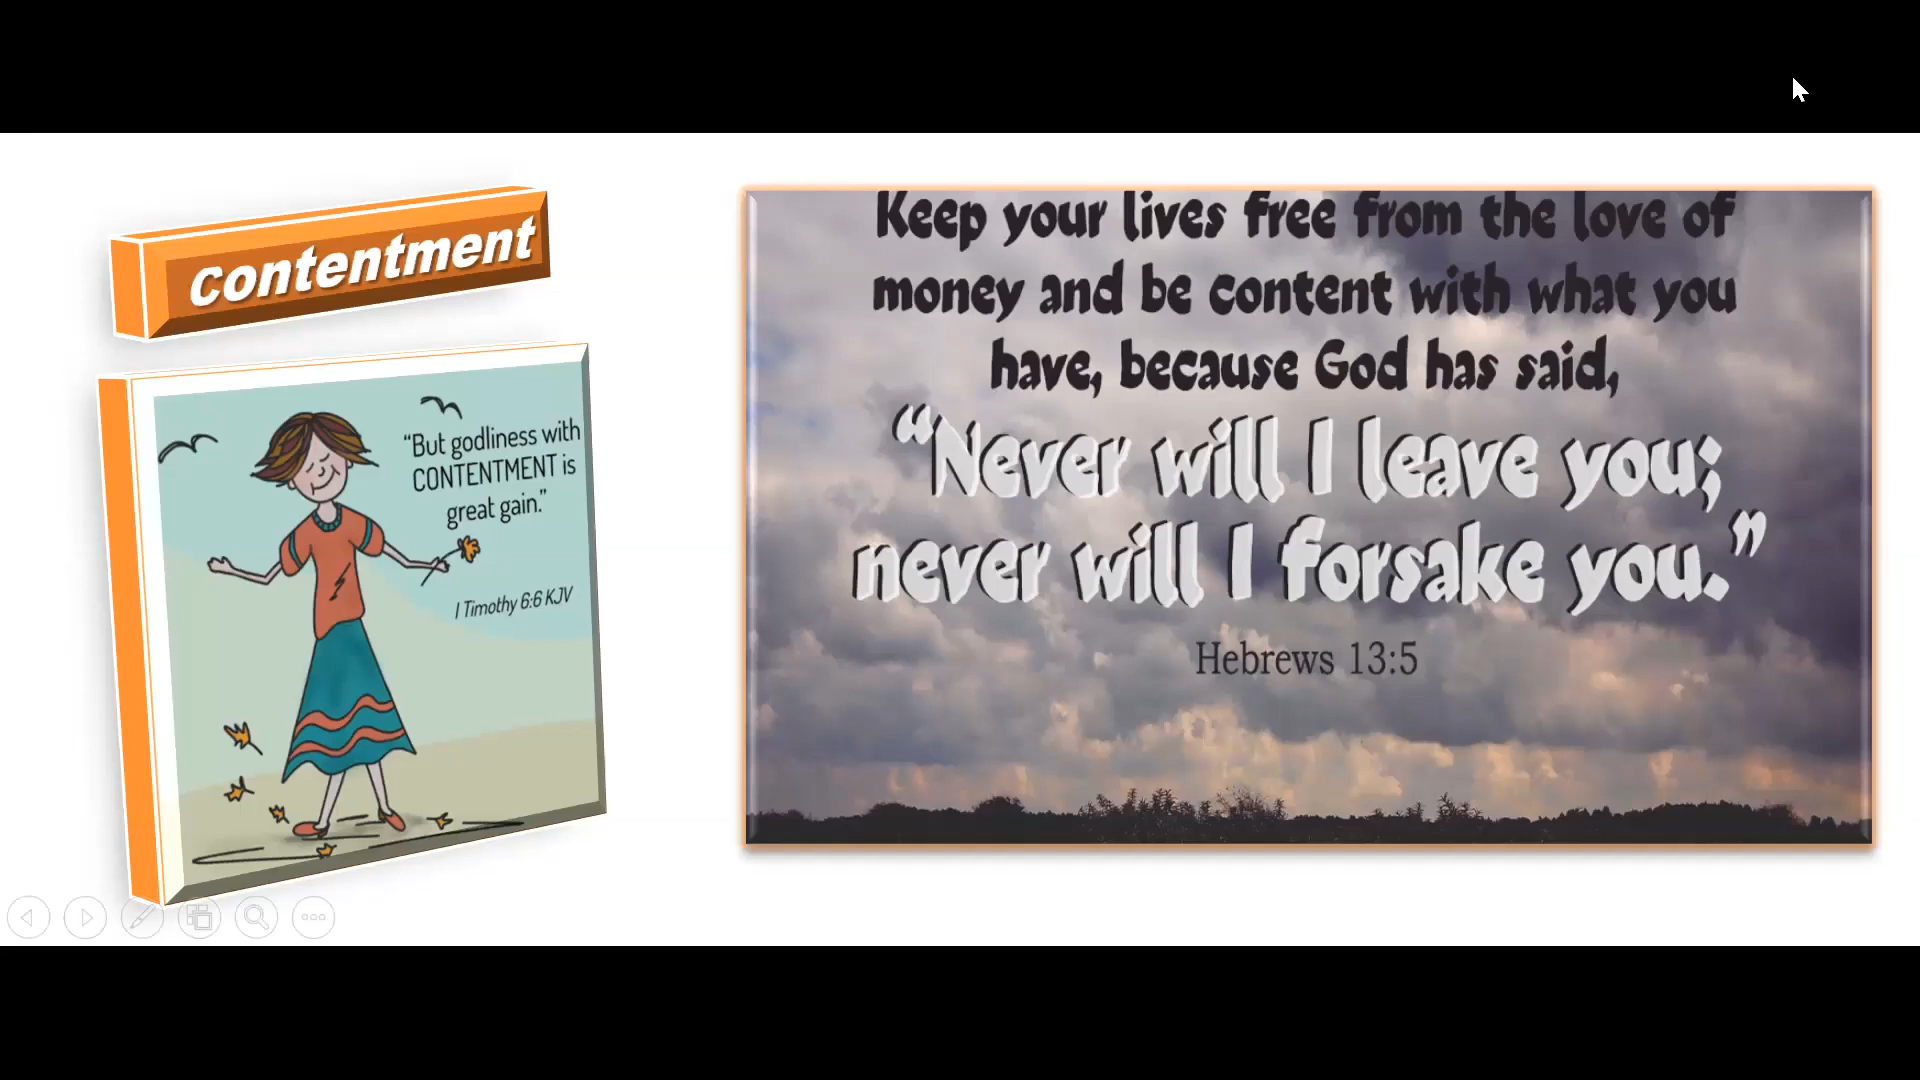 Contentment
“But godliness with
CONTENTMENT is
great gain.”
I Timothy 6:6 KJV
Keep your lives free from the love of
money and be content with what you
have, because God has said,
“Never will I leave you;
never will I forsake you.”
Hebrews 13:5